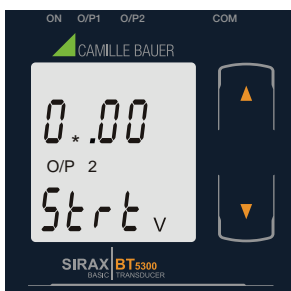 ON O/P1 O/P2 COM
CAMILLE BAUER
0*.00
O/P 2
Strt V
SIRAX BT5300
BASIC TRANSDUCER